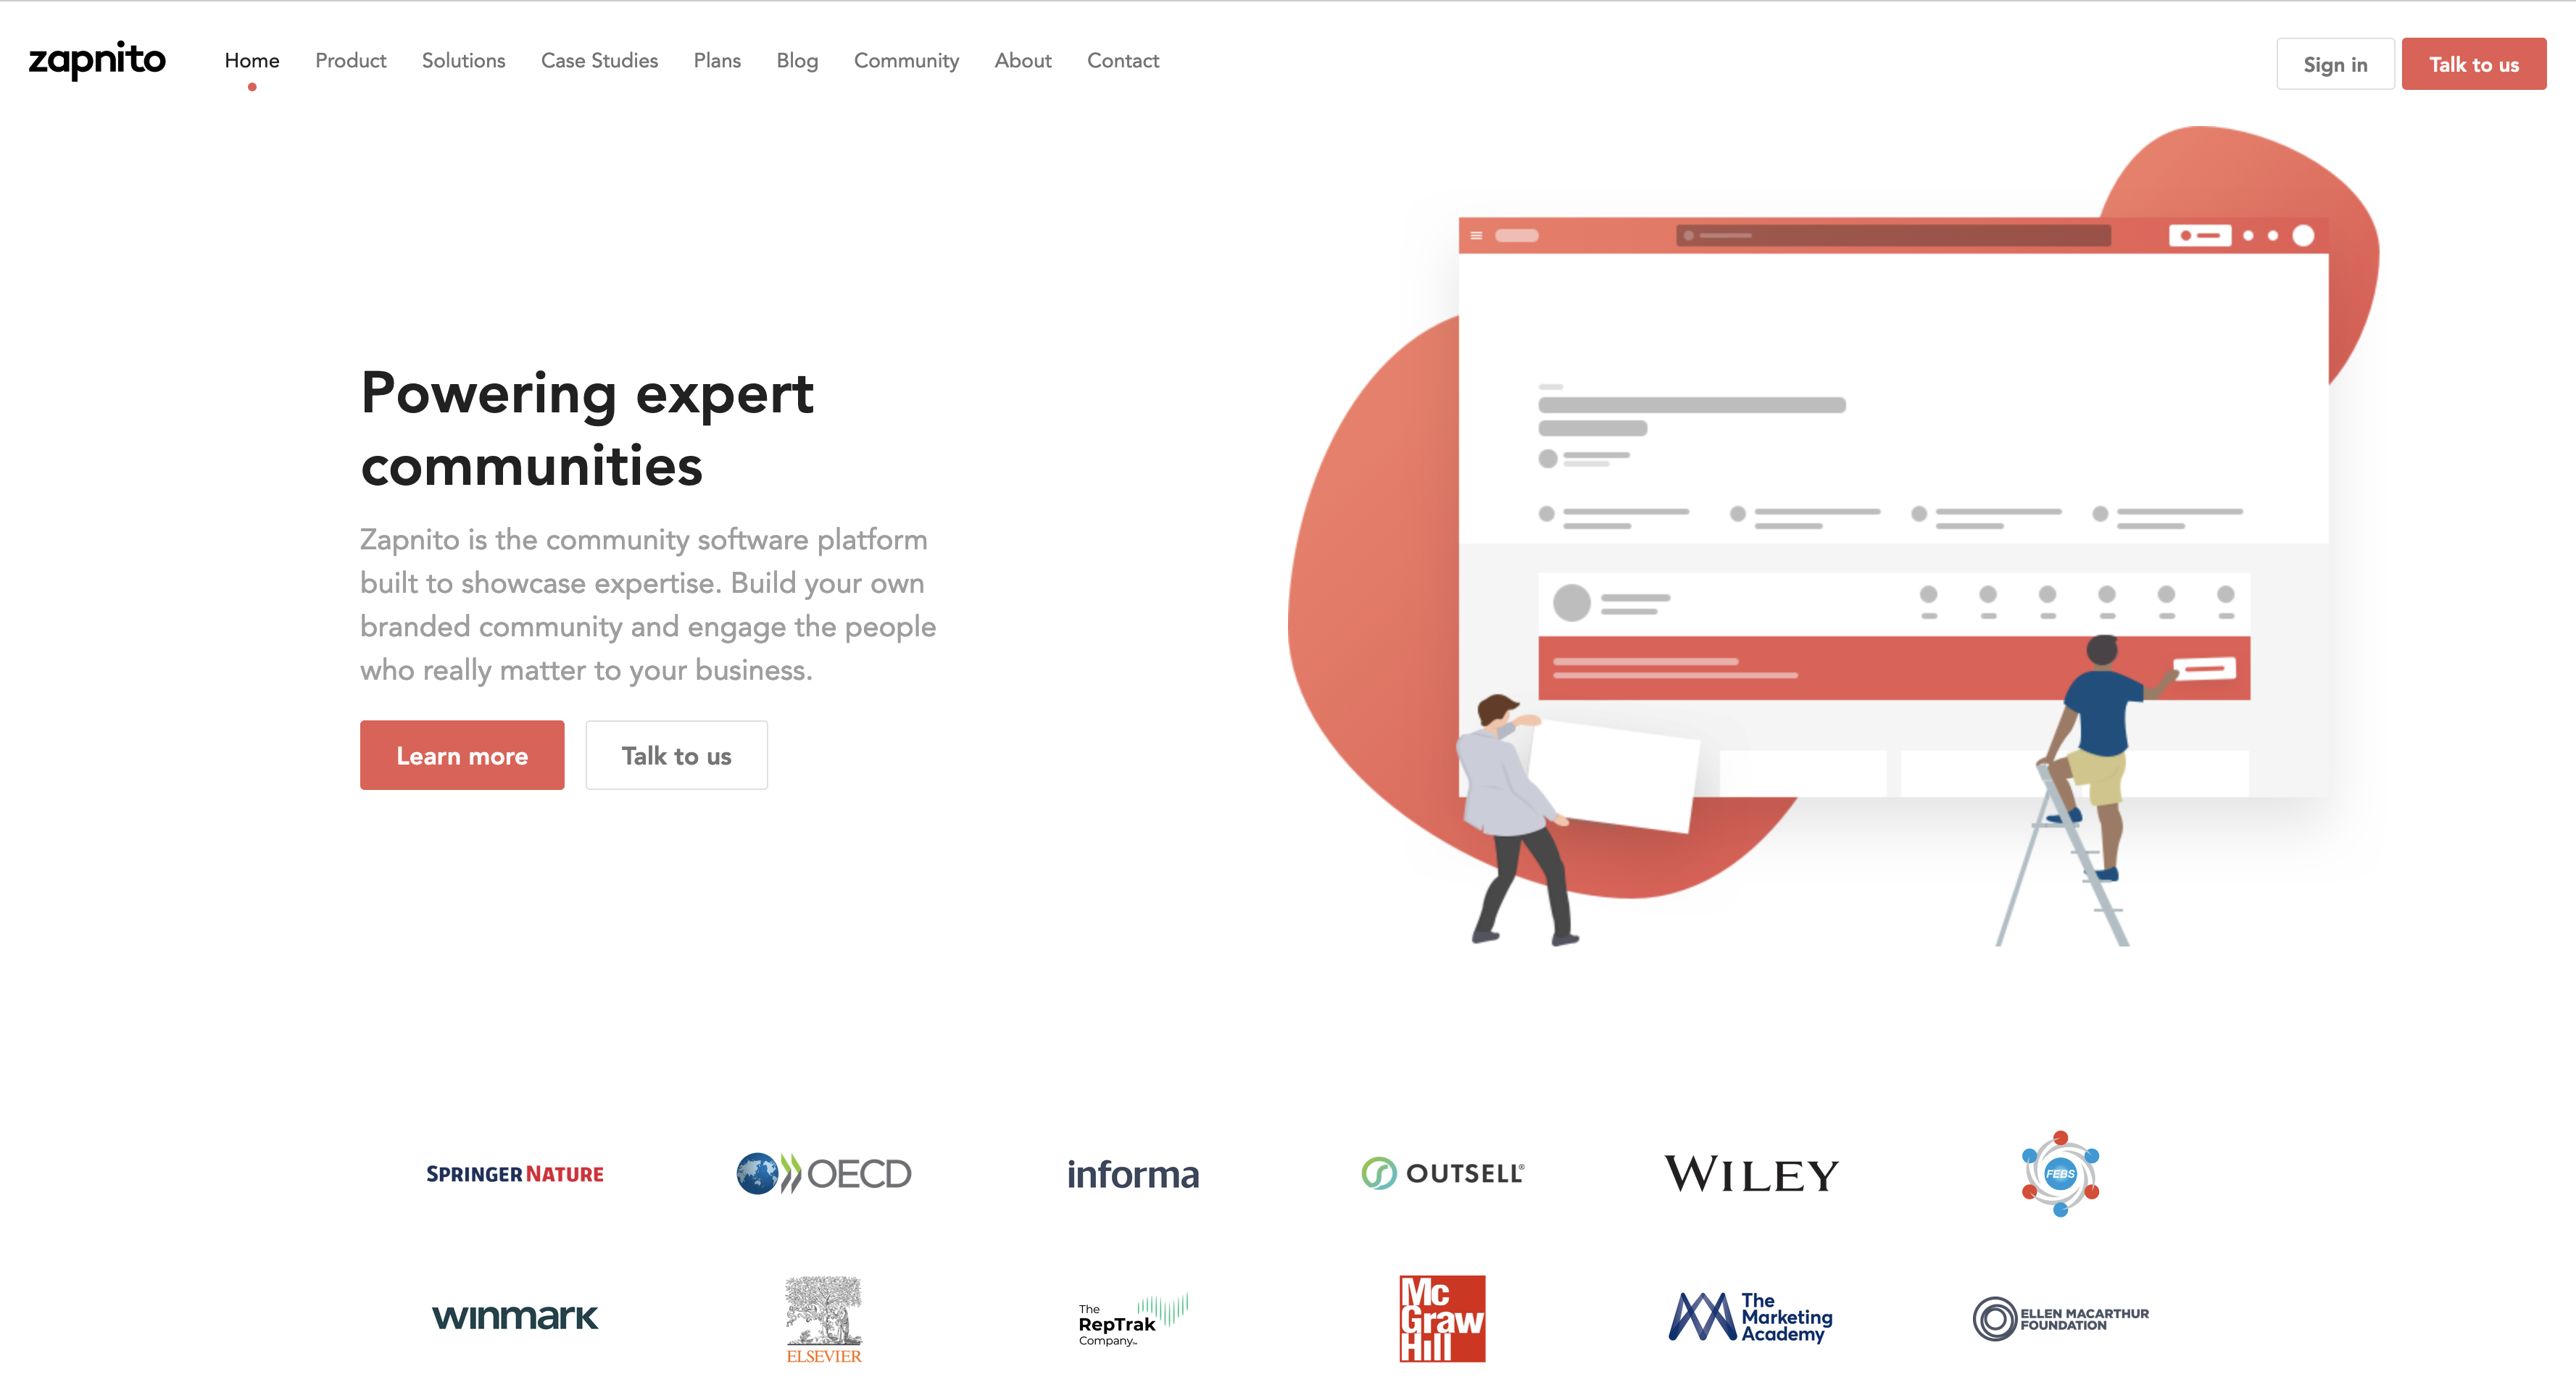 zapnito
Home Product Solutions Case Studies Plans Blog Community About Contact
Sign in Talk to us
Powering expert
communities
Zapnito is the community software platform
built to showcase expertise. Build your own
branded community and engage the people
who really matter to your business.
Learn more Talk to us
SPRINGER NATURE
OECD
informa
OUTSELL®
WILEY
FEBS
winmark
ELSEVIER
The
RepTrak
Company™
Mc
Graw
Hill
The
Marketing
Academy
ELLEN MACARTHUR
FOUNDATION